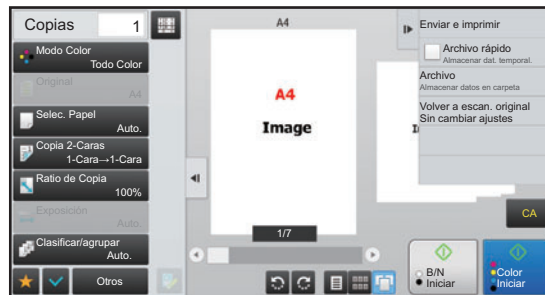 Copias 1
Modo Color
Todo Color
Original
A4
Selec. Papel
Auto.
Copia 2-Caras
1-Cara→1-Cara
Ratio de Copia
100%
Exposición
Auto.
Clasificar/agrupar
Auto.
Otros
A4
A4
Image
1/7
Enviar e imprimir
Archivo rápido
Almacenar dat. temporal.
Archivo
Almacenar datos en carpeta
Volver a escan. original
Sin cambiar ajustes
CA
B/N
Iniciar
Color
Iniciar